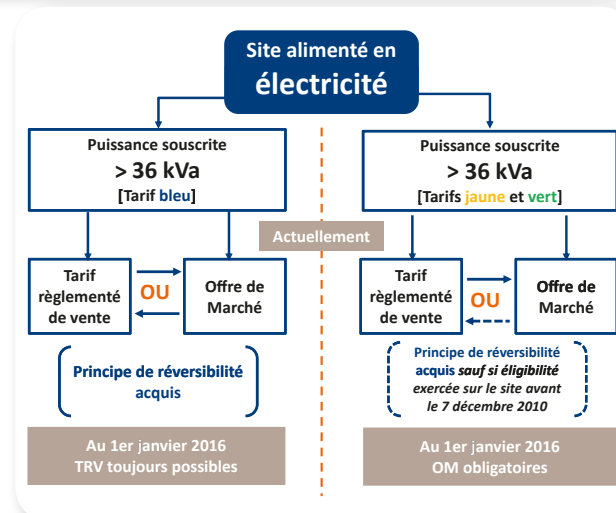 Site alimenté en
électricité
Puissance souscrite
> 36 kVa
[Tarif bleu]
Puissance souscrite
> 36 kVa
[Tarifs jaune et vert]
Actuellement
Tarif
règlementé
de vente
OU
Offre de
Marché
Tarif
règlementé
de vente
OU
Offre de
Marché
Principe de réversibilité
acquis
Principe de réversibilité
acquis sauf si éligibilité
exercée sur le site avant
le 7 décembre 2010
Au 1er janvier 2016
TRV toujours possibles
Au 1er janvier 2016
OM obligatoires